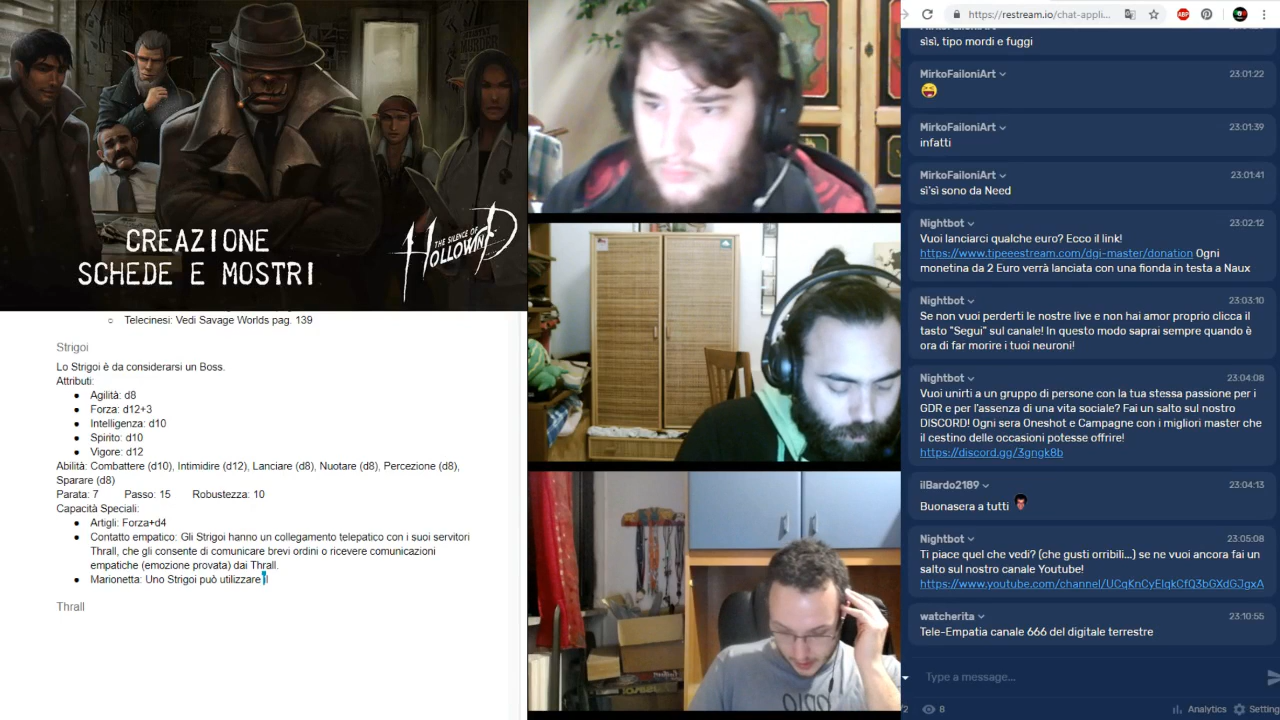 CREAZIONE
SCHEDE E MOSTRI
THE SILENCE OF
HOLLOWIND
○ Telecinesi: Vedi Savage Worlds pag. 139
Strigoi
Lo Strigoi è da considerarsi un Boss.
Attributi:
● Agilità: d8
● Forza: d12+3
● Intelligenza: d10
● Spirito: d10
● Vigore: d12
Abilità: Combattere (d10), Intimidire (d12), Lanciare (d8), Nuotare (d8), Percezione (d8),
Sparare (d8)
Parata: 7 Passo: 15 Robustezza: 10
Capacità Speciali:
● Artigli: Forza+d4
● Contatto empatico: Gli Strigoi hanno un collegamento telepatico con i suoi servitori
Thrall, che gli consente di comunicare brevi ordini o ricevere comunicazioni
empatiche (emozione provata) dai Thrall.
● Marionetta: Uno Strigoi può utilizzare il
Thrall
https://restream.io/chat-appli...
sìsì, tipo mordi e fuggi
MirkoFailoniArt 23:01:22
MirkoFailoniArt 23:01:39
infatti
MirkoFailoniArt 23:01:41
sì'sì sono da Need
Nightbot 23:02:12
Vuoi lanciarci qualche euro? Ecco il link!
https://www.tipeeestream.com/dgi-master/donation Ogni
monetina da 2 Euro verrà lanciata con una fionda in testa a Naux
Nightbot 23:03:10
Se non vuoi perderti le nostre live e non hai amor proprio clicca il
tasto "Segui" sul canale! In questo modo saprai sempre quando è
ora di far morire i tuoi neuroni!
Nightbot 23:04:08
Vuoi unirti a un gruppo di persone con la tua stessa passione per i
GDR e per l'assenza di una vita sociale? Fai un salto sul nostro
DISCORD! Ogni sera Oneshot e Campagne con i migliori master che
il cestino delle occasioni potesse offrire!
https://discord.gg/3gngk8b
ilBardo2189 23:04:13
Buonasera a tutti
Nightbot 23:05:08
Ti piace quel che vedi? (che gusti orribili...) se ne vuoi ancora fai un
salto sul nostro canale Youtube!
https://www.youtube.com/channel/UCqKnCyElqkCfQ3bGXdGJgxA
watcherita 23:10:55
Tele-Empatia canale 666 del digitale terrestre
Type a message...
/2 8 Analytics Setting